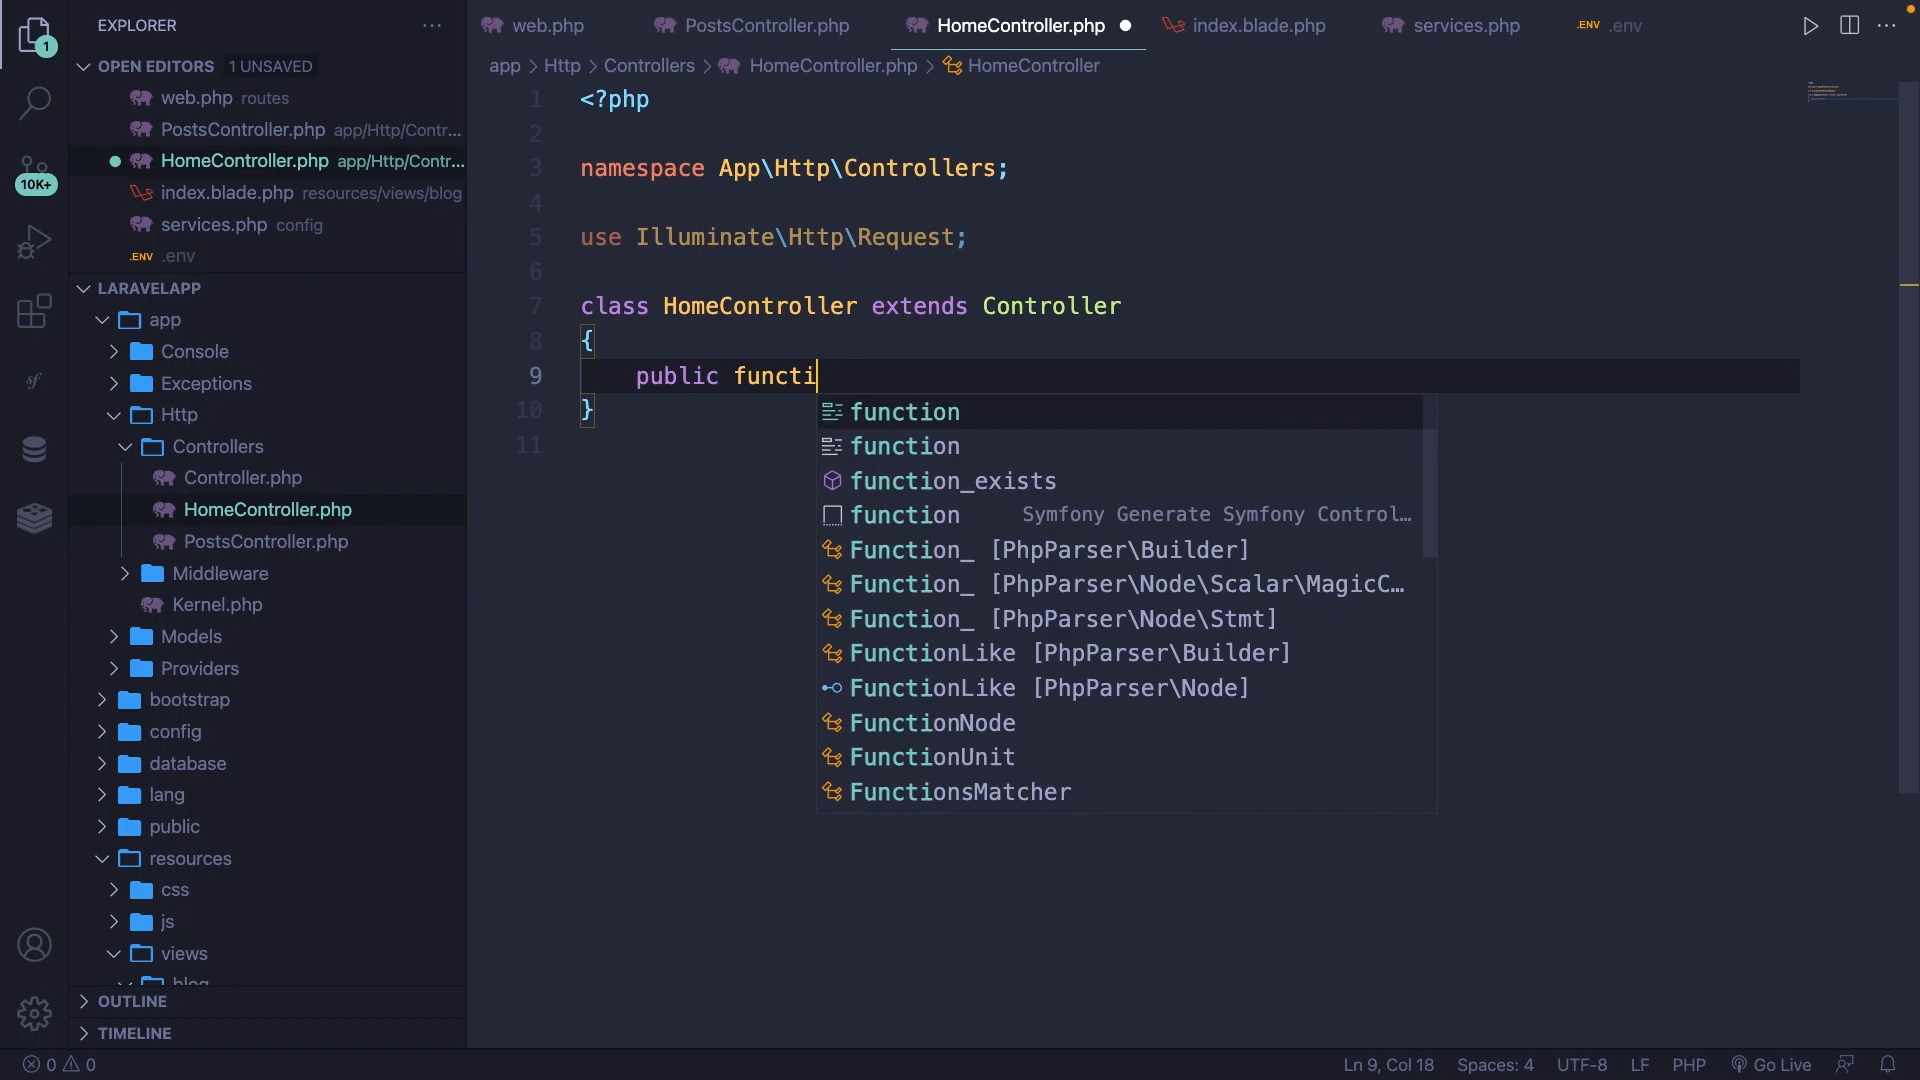 EXPLORER
web.php
PostsController.php
HomeController.php
index.blade.php
services.php
.ENV .env
1
OPEN EDITORS 1 UNSAVED
web.php routes
PostsController.php app/Http/Contr...
HomeController.php app/Http/Contr...
index.blade.php resources/views/blog
services.php config
.ENV .env
10K+
LARAVELAPP
app
Console
Exceptions
Http
Controllers
Controller.php
HomeController.php
PostsController.php
Middleware
Kernel.php
Models
Providers
bootstrap
config
database
lang
public
resources
css
js
views
blog
OUTLINE
TIMELINE
app > Http > Controllers > HomeController.php > HomeController
1 <?php
2
3 namespace App\Http\Controllers;
4
5 use Illuminate\Http\Request;
6
7 class HomeController extends Controller
8 {
9 public functi
10 }
11
function
function
function_exists
function Symfony Generate Symfony Control…
Function_ [PhpParser\Builder]
Function_ [PhpParser\Node\Scalar\MagicC…
Function_ [PhpParser\Node\Stmt]
FunctionLike [PhpParser\Builder]
FunctionLike [PhpParser\Node]
FunctionNode
FunctionUnit
FunctionsMatcher
0 0
Ln 9, Col 18 Spaces: 4 UTF-8 LF PHP Go Live